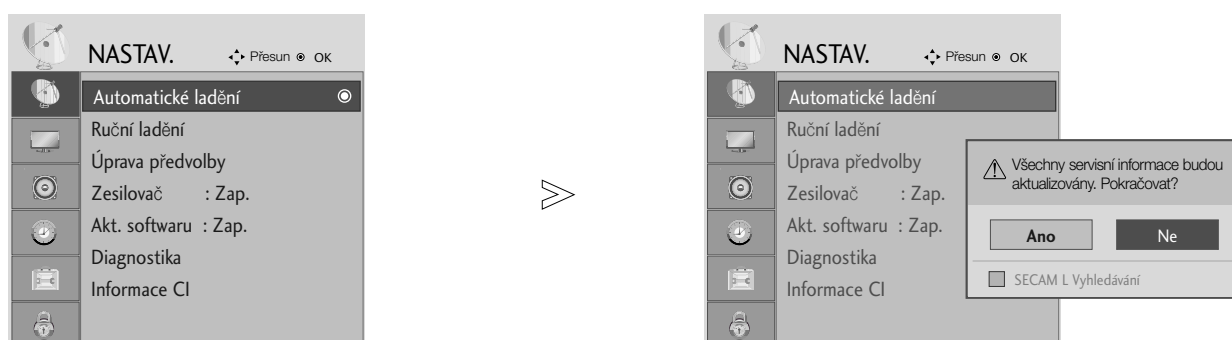 NASTAV.
Přesun OK
Automatické ladění
Ruční ladění
Úprava předvolby
Zesilovač : Zap.
Akt. softwaru : Zap.
Diagnostika
Informace CI
NASTAV.
Přesun OK
Automatické ladění
Ruční ladění
Úprava předvolby
Zesilovač : Zap.
Akt. softwaru : Zap.
Diagnostika
Informace CI
Všechny servisní informace budou
aktualizovány. Pokračovat?
Ano Ne
SECAM L Vyhledávání